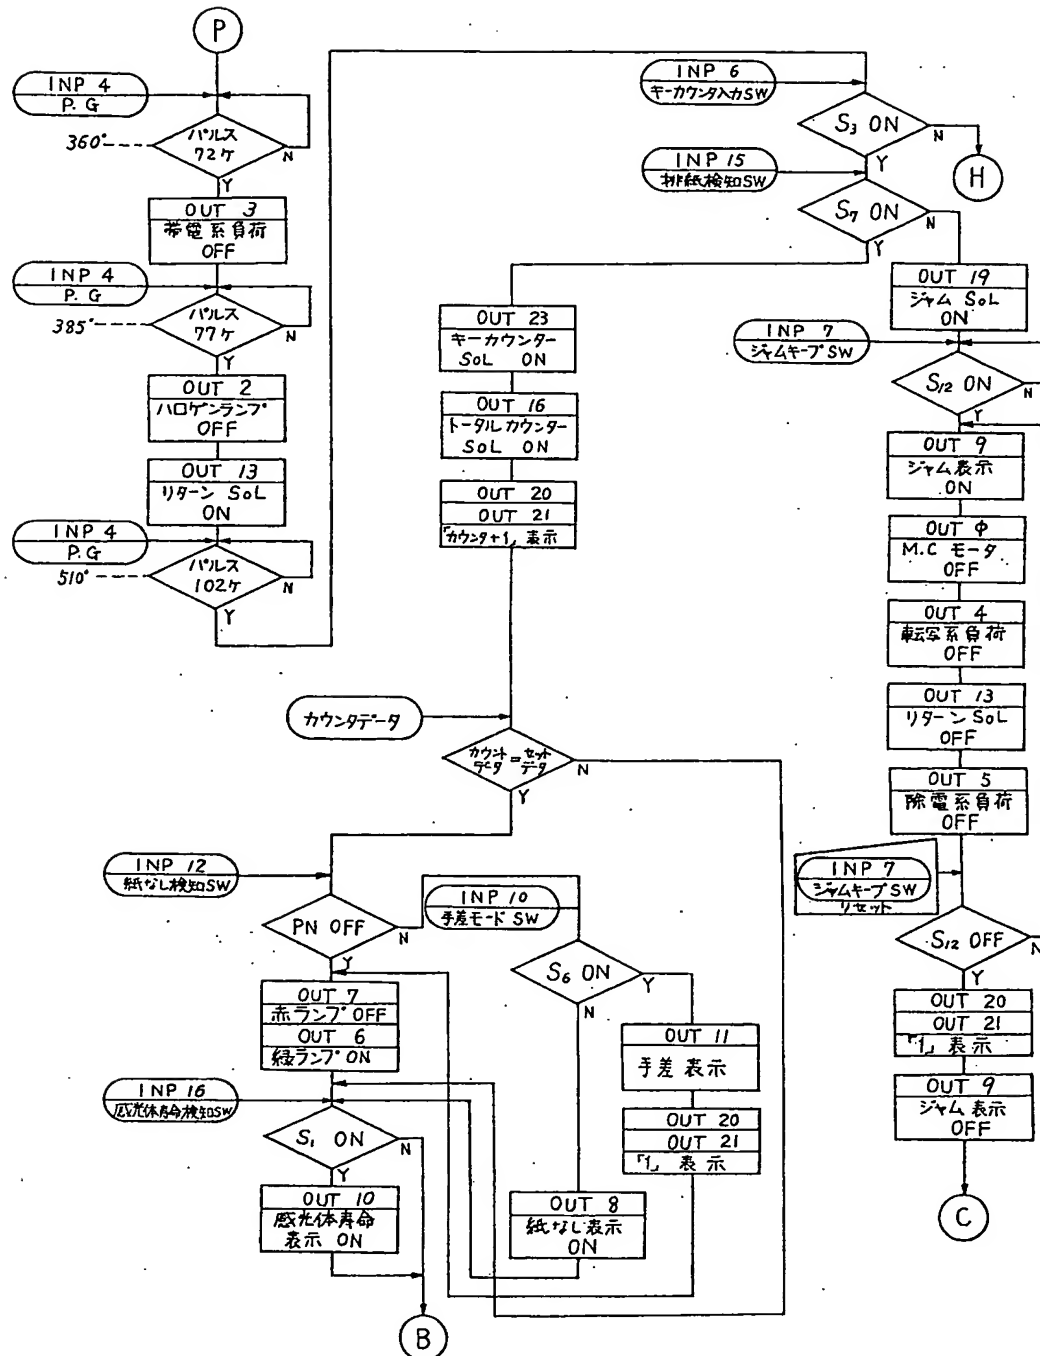 P
INP 4
P.G
360°
パルス
72ケ
N
Y
OUT 3
帯電系負荷
OFF
INP 4
P.G
385°
パルス
77ケ
N
Y
OUT 2
ハロゲンランプ
OFF
OUT 13
リターン SOL
ON
INP 4
P.G
510°
パルス
102ケ
N
Y
INP 6
キーカウンタ入力SW
S3 ON
N
Y
H
INP 15
排紙検知SW
S7 ON
N
Y
OUT 23
キーカウンター
SOL ON
OUT 16
トータルカウンター
SOL ON
OUT 20
OUT 21
「カウンタ+1」表示
カウンタデータ
カウント データ = セット データ
N
Y
INP 12
紙なし検知SW
PN OFF
N
Y
INP 10
手差モード SW
S6 ON
Y
N
OUT 7
赤ランプ OFF
OUT 6
緑ランプ ON
INP 16
感光体寿命検知SW
S1 ON
N
Y
OUT 10
感光体寿命
表示 ON
OUT 11
手差 表示
OUT 20
OUT 21
「1」表示
OUT 8
紙なし表示
ON
B
OUT 19
ジャム SOL
ON
INP 7
ジャムキープSW
S12 ON
N
Y
OUT 9
ジャム表示
ON
OUT φ
M.C モータ
OFF
OUT 4
転写系負荷
OFF
OUT 13
リターン SOL
OFF
OUT 5
除電系負荷
OFF
INP 7
ジャムキープSW
リセット
S12 OFF
N
Y
OUT 20
OUT 21
「1」表示
OUT 9
ジャム表示
OFF
C